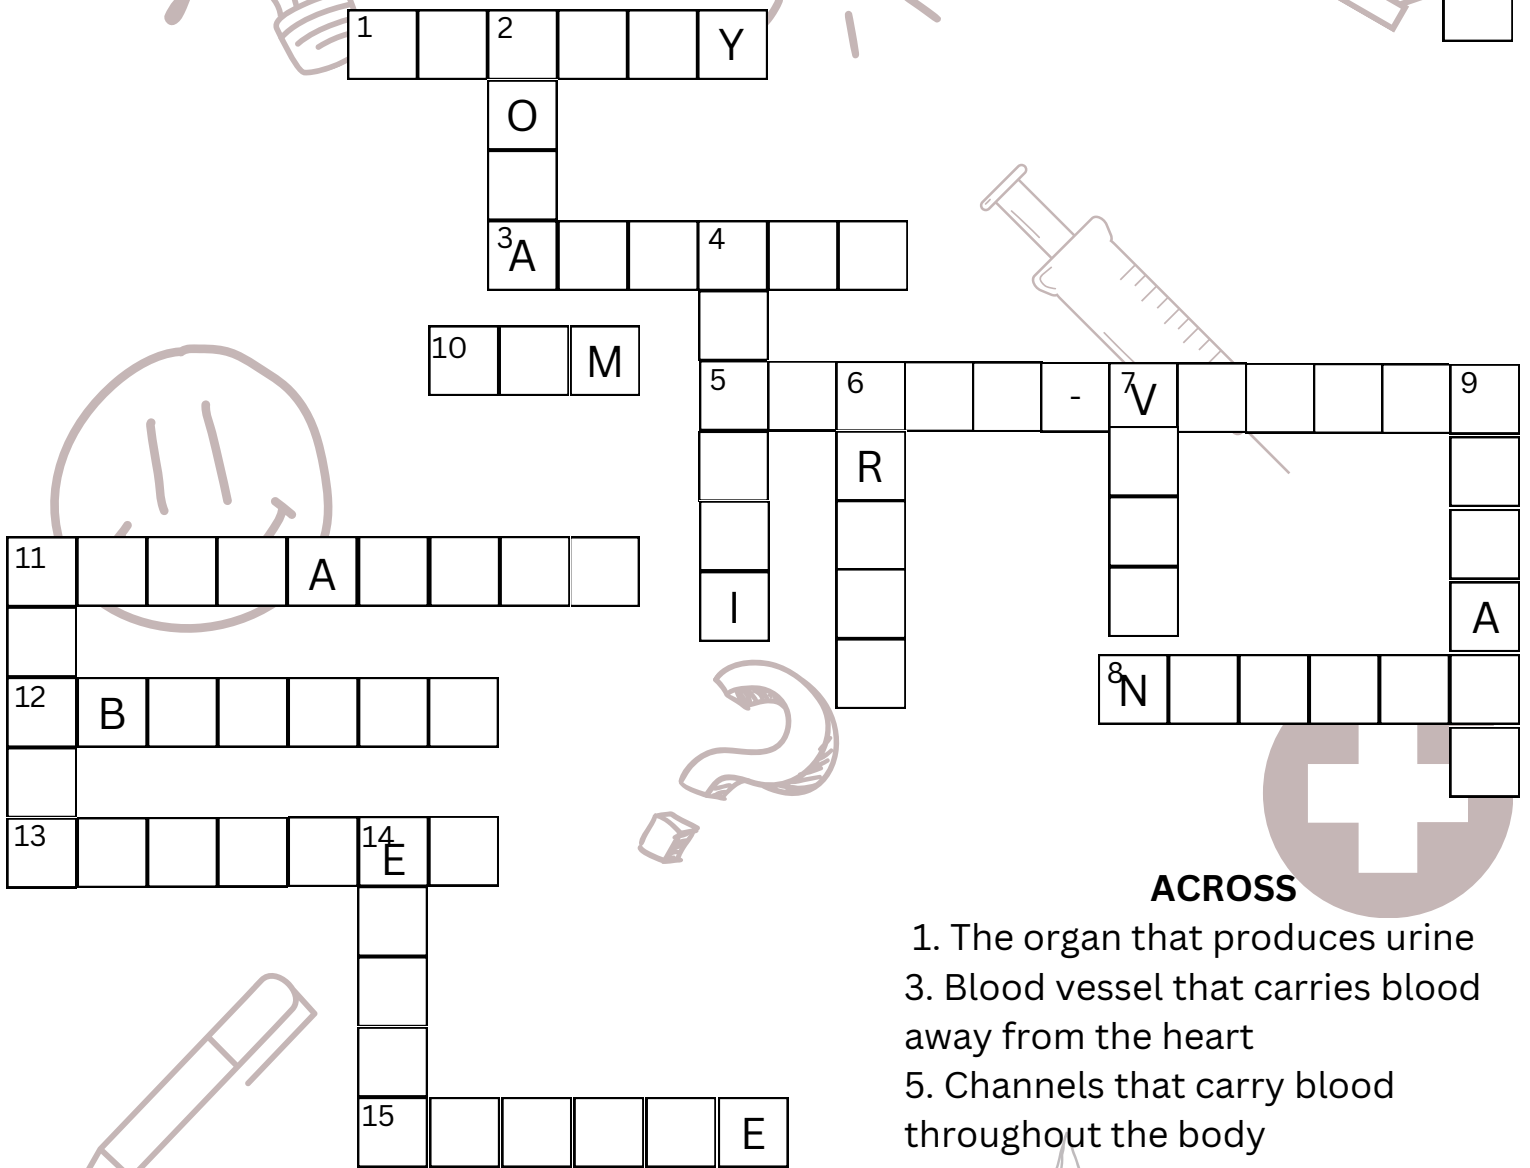 1 2 Y
O
3 A 4
10 M
5 6 - 7 V 9
R
11 A
I A
8 N
12 B
13 14 E
ACROSS
1. The organ that produces urine
3. Blood vessel that carries blood
away from the heart
5. Channels that carry blood
throughout the body
15 E